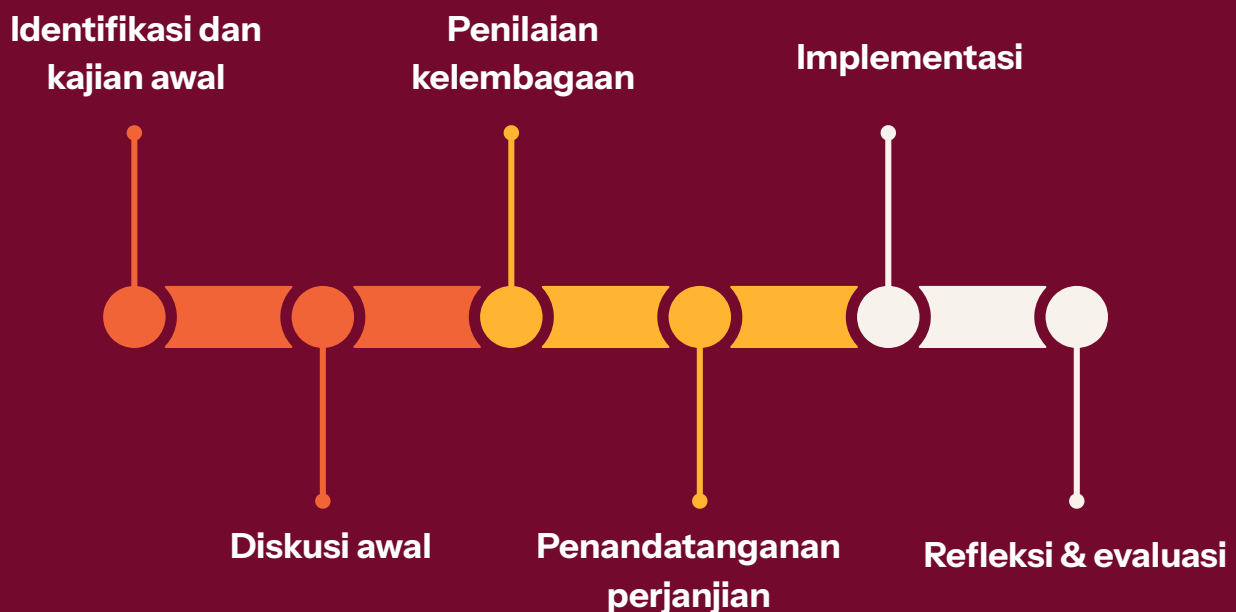 Identifikasi dan
kajian awal
Penilaian
kelembagaan
Implementasi
Diskusi awal
Penandatanganan
perjanjian
Refleksi & evaluasi